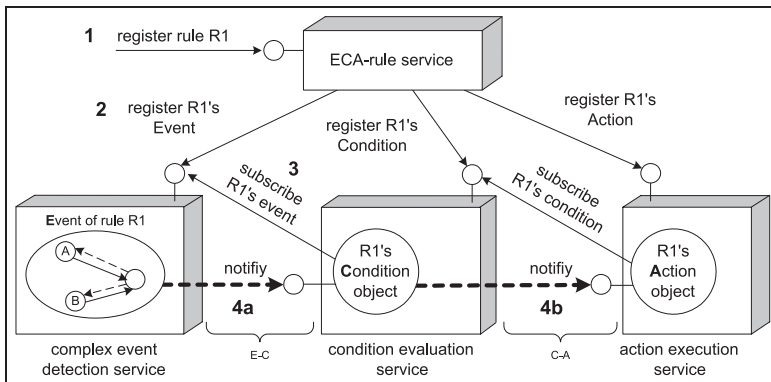 1
register rule R1
ECA-rule service
2
register R1's
Event
register R1's
Condition
register R1's
Action
3
subscribe
R1's event
subscribe
R1's condition
Event of rule R1
A
B
notifiy
4a
E-C
R1's
Condition
object
notifiy
4b
C-A
R1's
Action
object
complex event
detection service
condition evaluation
service
action execution
service